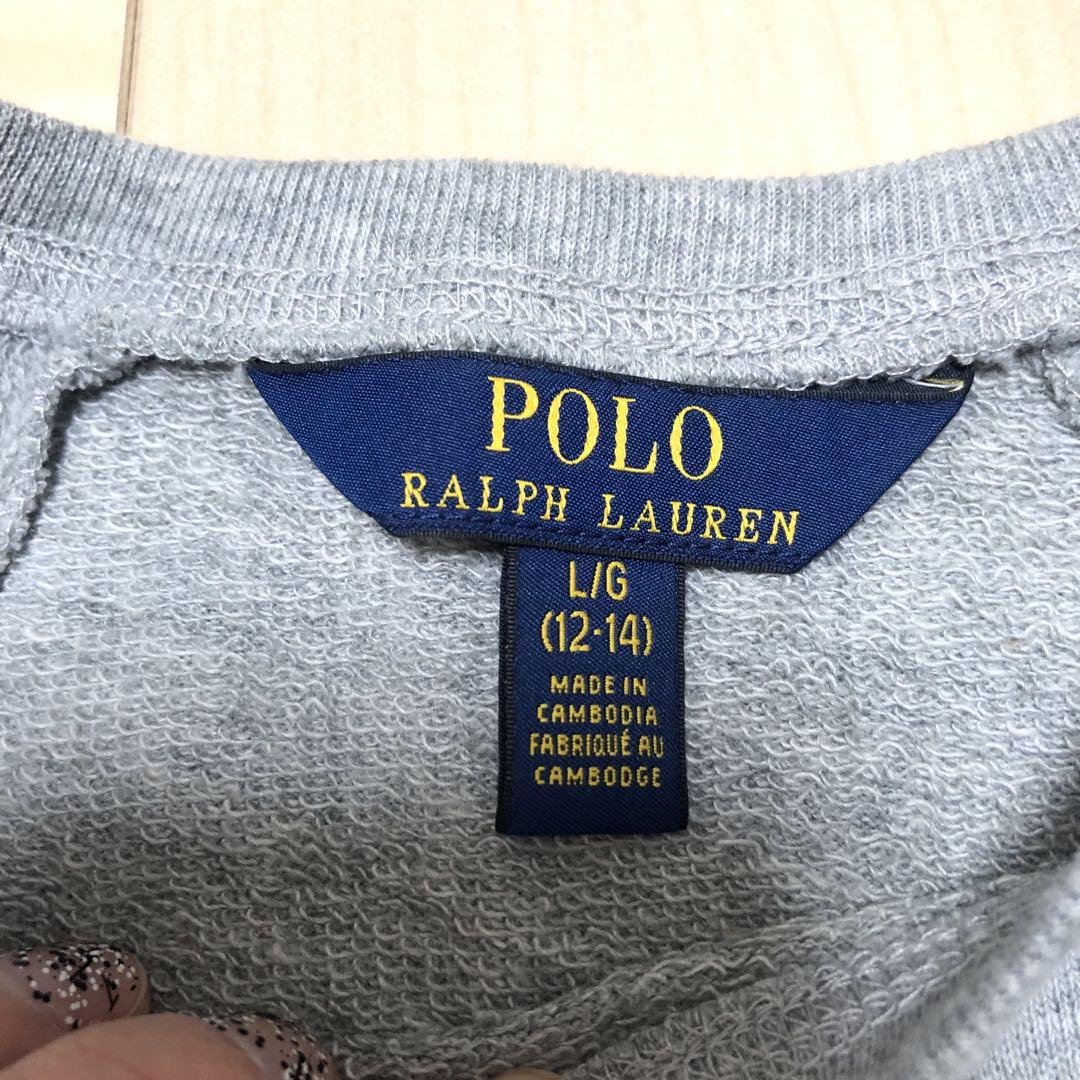 POLO
RALPH LAUREN
L/G
(12-14)
MADE IN
CAMBODIA
FABRIQUÉ AU
CAMBODGE